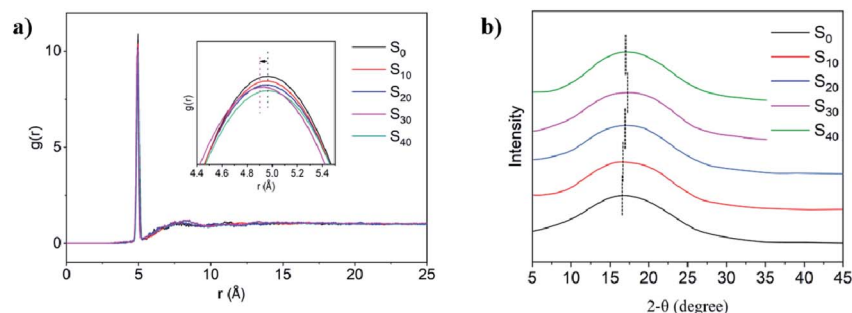 a)
g(r)
10
5
0
0 5 10 15 20 25
r (Å)
S0
S10
S20
S30
S40
g(r)
4.4 4.6 4.8 5.0 5.2 5.4
r (Å)
b)
Intensity
S0
S10
S20
S30
S40
5 10 15 20 25 30 35 40 45
2-θ (degree)